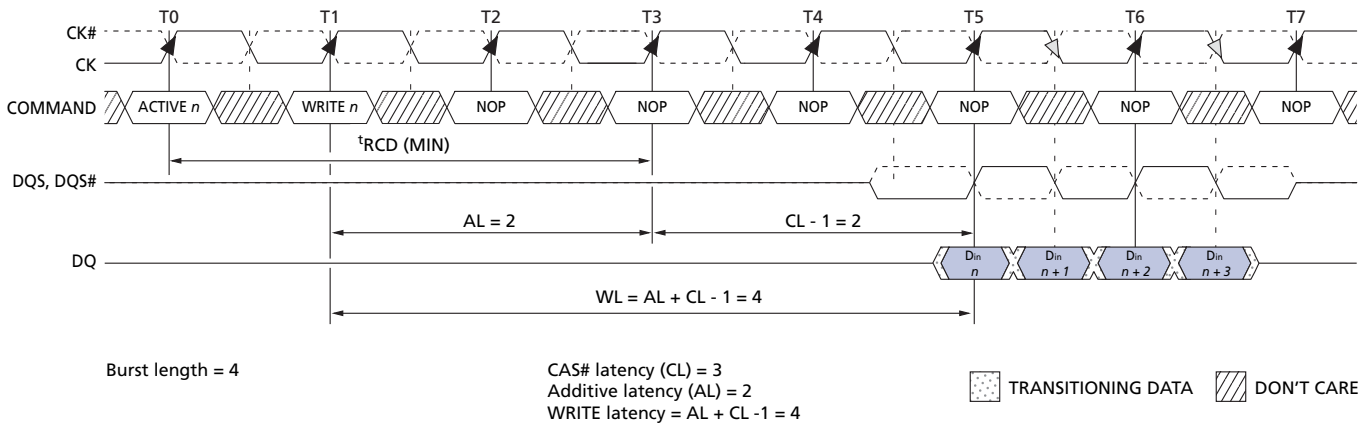 T0 T1 T2 T3 T4 T5 T6 T7
CK#
CK
COMMAND ACTIVE n WRITE n NOP NOP NOP NOP NOP NOP
tRCD (MIN)
DQS, DQS#
AL = 2 CL - 1 = 2
DQ Din n Din n + 1 Din n + 2 Din n + 3
WL = AL + CL - 1 = 4
Burst length = 4
CAS# latency (CL) = 3
Additive latency (AL) = 2
WRITE latency = AL + CL -1 = 4
TRANSITIONING DATA DON'T CARE